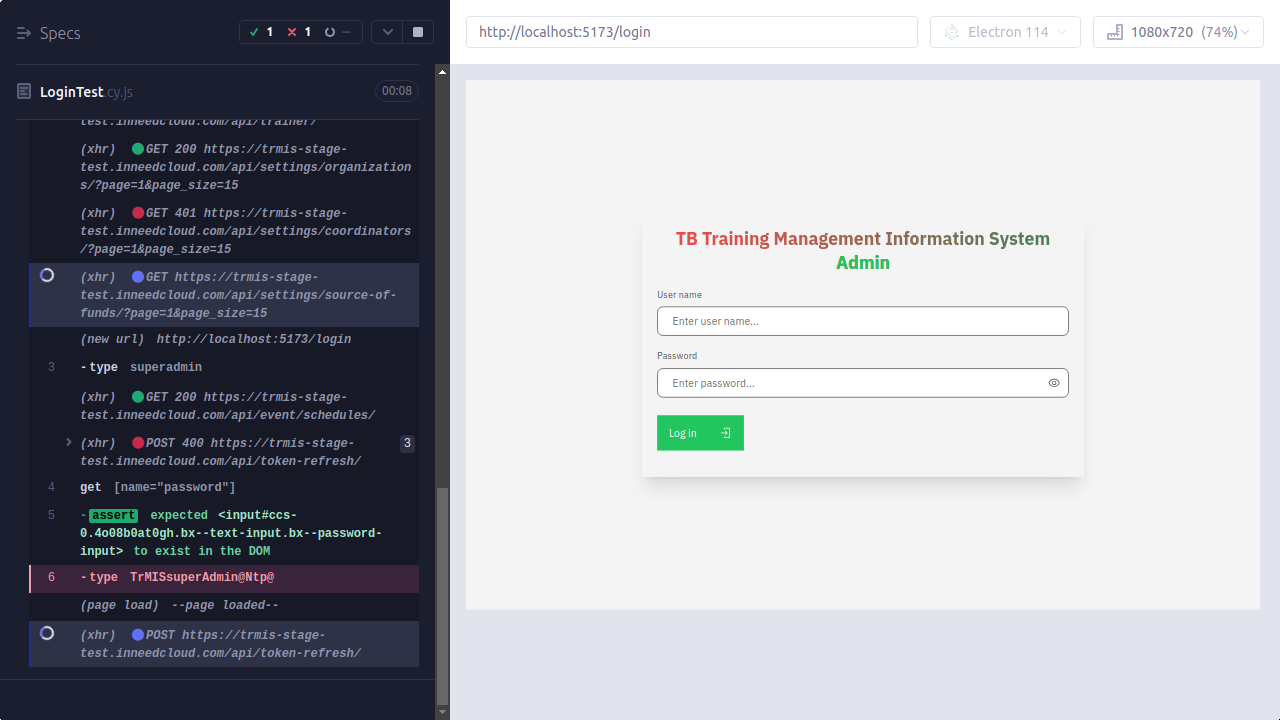 Specs
1
1
--
LoginTest.cy.js
00:08
test.inneedcloud.com/api/trainer/
(xhr) GET 200 https://trmis-stage-
test.inneedcloud.com/api/settings/organization
s/?page=1&page_size=15
(xhr) GET 401 https://trmis-stage-
test.inneedcloud.com/api/settings/coordinators
/?page=1&page_size=15
(xhr) GET https://trmis-stage-
test.inneedcloud.com/api/settings/source-of-
funds/?page=1&page_size=15
(new url) http://localhost:5173/login
3 -type superadmin
(xhr) GET 200 https://trmis-stage-
test.inneedcloud.com/api/event/schedules/
(xhr) POST 400 https://trmis-stage- 3
test.inneedcloud.com/api/token-refresh/
4 get [name="password"]
5 -assert expected <input#ccs-
0.4o08b0at0gh.bx--text-input.bx--password-
input> to exist in the DOM
6 -type TrMISsuperAdmin@Ntp@
(page load) --page loaded--
(xhr) POST https://trmis-stage-
test.inneedcloud.com/api/token-refresh/
http://localhost:5173/login
Electron 114
1080x720 (74%)
TB Training Management Information System
Admin
User name
Enter user name...
Password
Enter password...
Log in